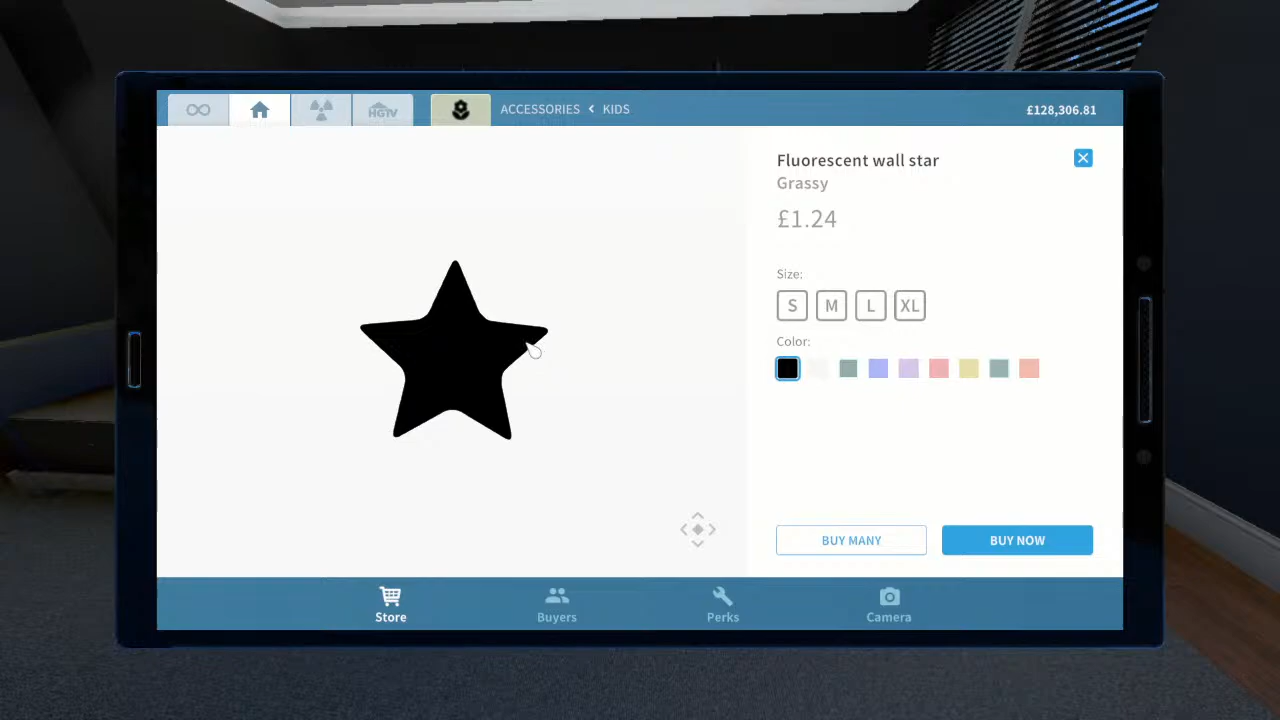 HGTV
ACCESSORIES < KIDS
£128,306.81
Fluorescent wall star
Grassy
£1.24
Size:
S M L XL
Color:
BUY MANY
BUY NOW
Store
Buyers
Perks
Camera